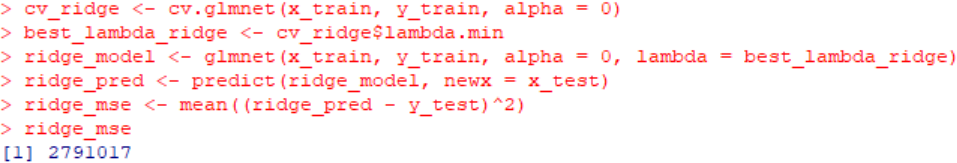 > cv_ridge <- cv.glmnet(x_train, y_train, alpha = 0)
> best_lambda_ridge <- cv_ridge$lambda.min
> ridge_model <- glmnet(x_train, y_train, alpha = 0, lambda = best_lambda_ridge)
> ridge_pred <- predict(ridge_model, newx = x_test)
> ridge_mse <- mean((ridge_pred - y_test)^2)
> ridge_mse
[1] 2791017